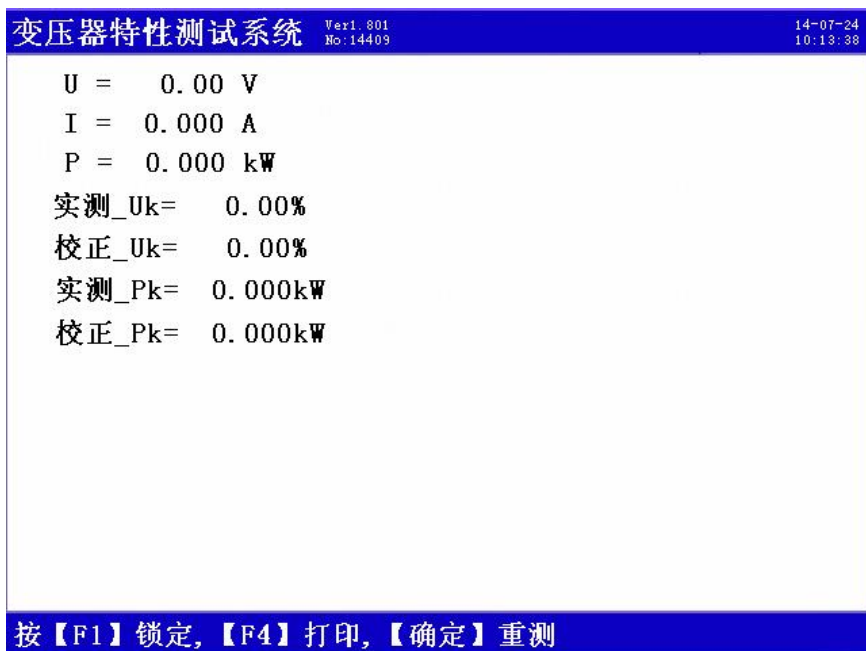 变压器特性测试系统 Ver1.801 14-07-24
No:14409 10:13:38
U = 0.00 V
I = 0.000 A
P = 0.000 kW
实测_Uk= 0.00%
校正_Uk= 0.00%
实测_Pk= 0.000kW
校正_Pk= 0.000kW
按【F1】锁定,【F4】打印,【确定】重测